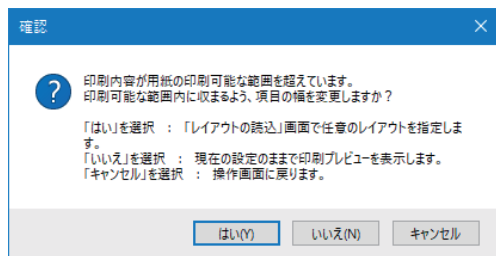 確認
印刷内容が用紙の印刷可能な範囲を超えています。
印刷可能な範囲内に収まるよう、項目の幅を変更しますか？
「はい」を選択 ： 「レイアウトの読込」画面で任意のレイアウトを指定しま
す。
「いいえ」を選択 ： 現在の設定のままで印刷プレビューを表示します。
「キャンセル」を選択 ： 操作画面に戻ります。
はい(Y) いいえ(N) キャンセル